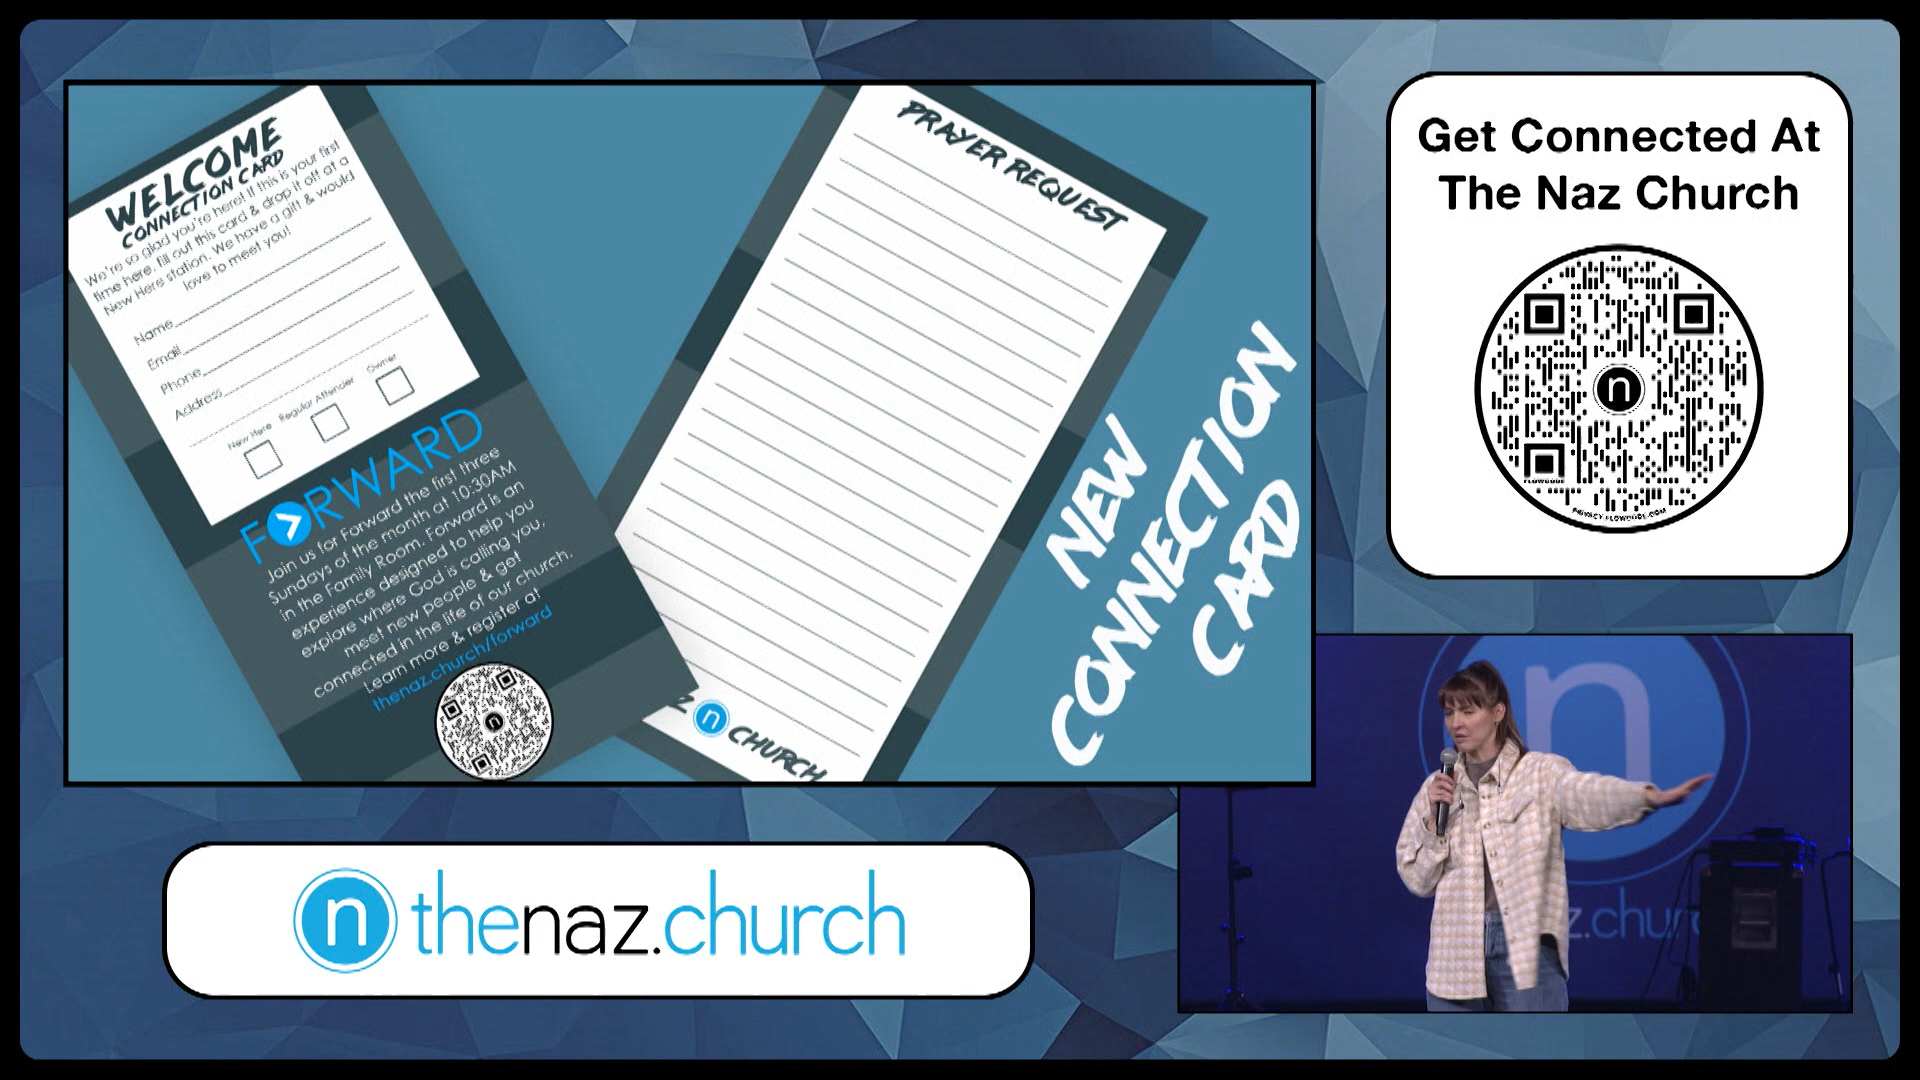 WELCOME
CONNECTION CARD
We're so glad you're here! If this is your first
time here, fill out this card & drop it off at a
New Here station. We have a gift & would
love to meet you!
Name
Email
Phone
Address
New Here Regular Attender Owner
FORWARD
Join us for Forward the first three
Sundays of the month at 10:30AM
in the Family Room. Forward is an
experience designed to help you
explore where God is calling you,
meet new people & get
connected in the life of our church.
Learn more & register at
thenaz.church/forward
n
PRAYER REQUEST
Z n CHURCH
NEW
CONNECTION
CARD
Get Connected At
The Naz Church
n
FLOWCODE
PRIVACY.FLOWCODE.COM
n thenaz.church
n
z.churc